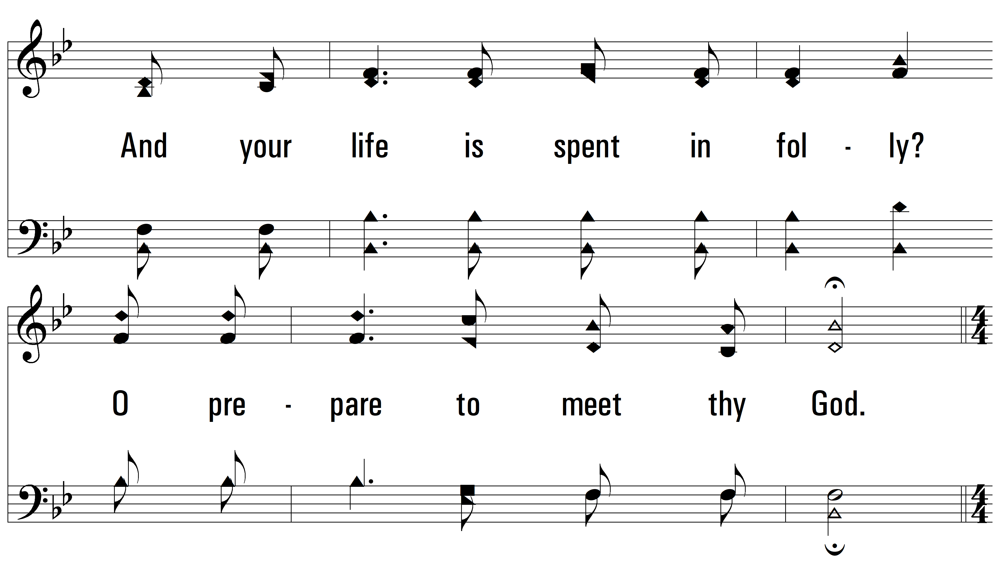 And your life is spent in fol - ly?
O pre - pare to meet thy God.